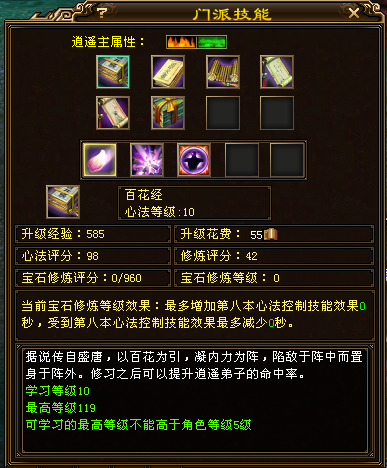 ?
门派技能
逍遥主属性：
百花经
心法等级:10
升级经验：585
升级花费： 55
心法评分：98
修炼评分：42
宝石修炼评分：0/960
宝石修炼等级：0
当前宝石修炼等级效果：最多增加第八本心法控制技能效果0
秒，受到第八本心法控制技能效果最多减少0秒。
据说传自盛唐，以百花为引，凝内力为阵，陷敌于阵中而置
身于阵外。修习之后可以提升逍遥弟子的命中率。
学习等级10
最高等级119
可学习的最高等级不能高于角色等级5级